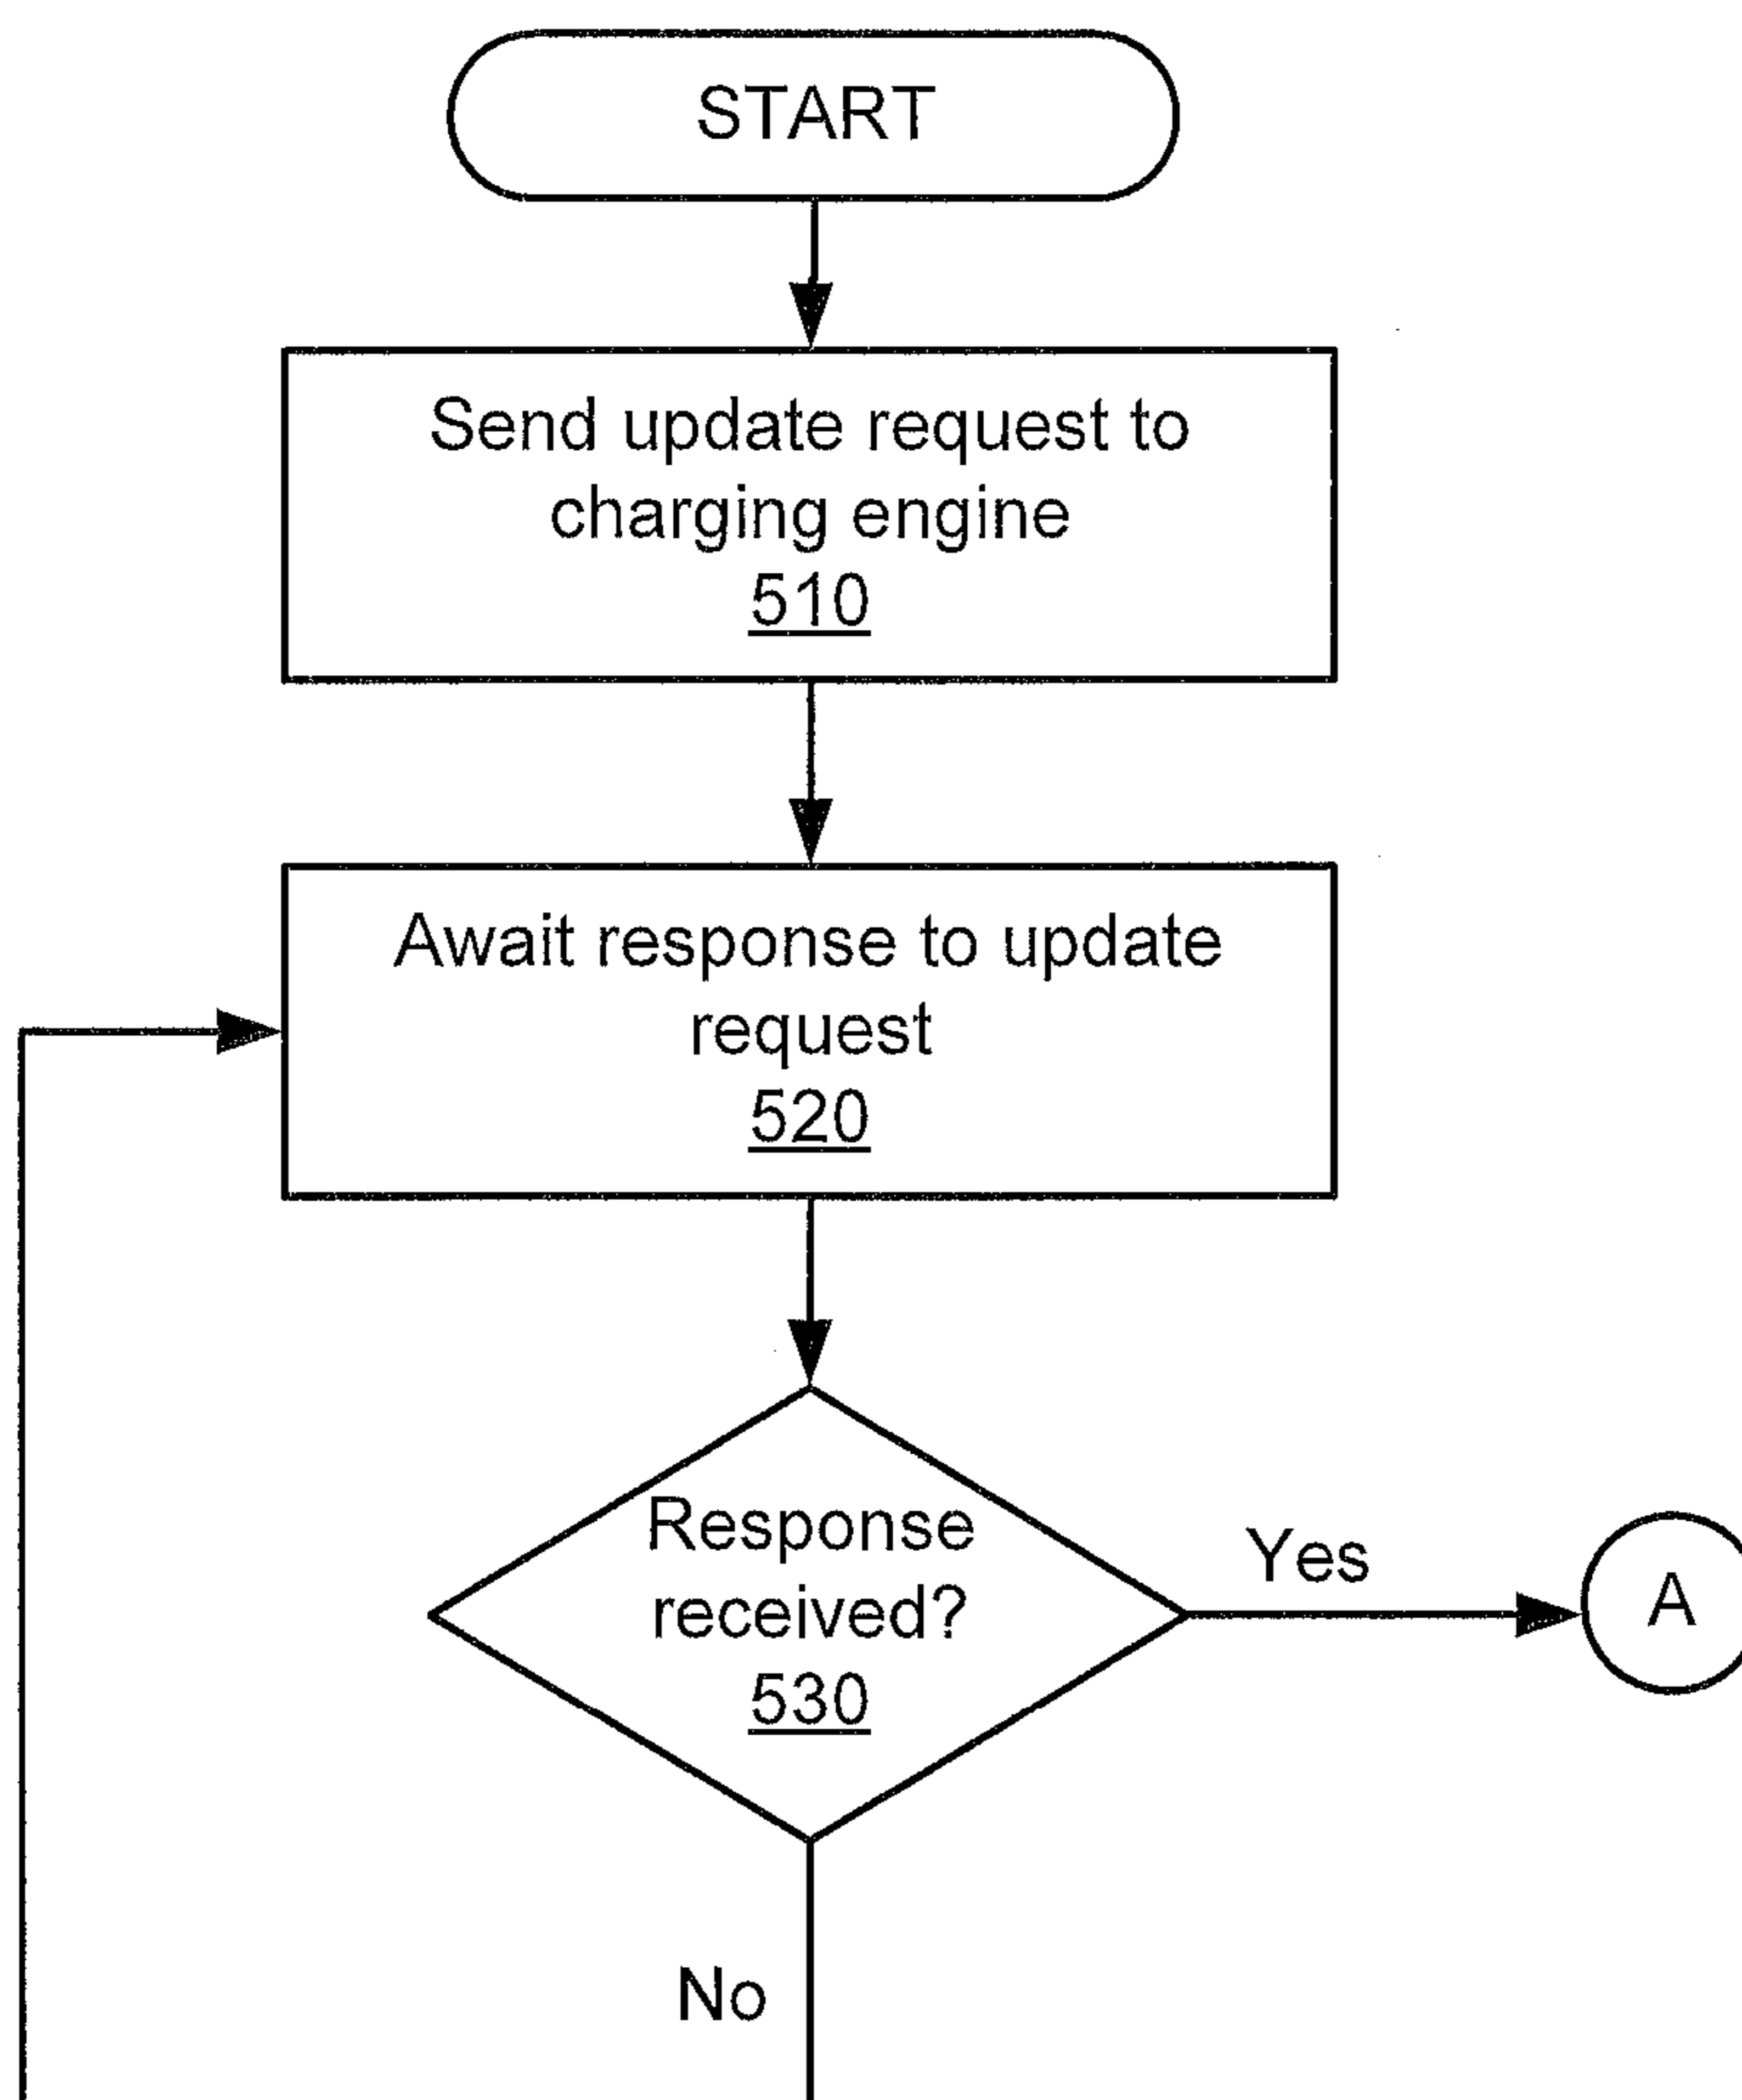 START
Send update request to
charging engine
510
Await response to update
request
520
Response
received?
530
Yes
A
No